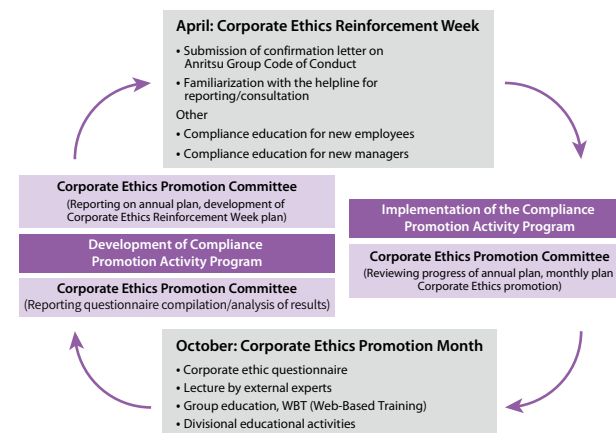 April: Corporate Ethics Reinforcement Week
• Submission of confirmation letter on
Anritsu Group Code of Conduct
• Familiarization with the helpline for
reporting/consultation
Other
• Compliance education for new employees
• Compliance education for new managers
Corporate Ethics Promotion Committee
(Reporting on annual plan, development of
Corporate Ethics Reinforcement Week plan)
Development of Compliance
Promotion Activity Program
Corporate Ethics Promotion Committee
(Reporting questionnaire compilation/analysis of results)
Implementation of the Compliance
Promotion Activity Program
Corporate Ethics Promotion Committee
(Reviewing progress of annual plan, monthly plan
Corporate Ethics promotion)
October: Corporate Ethics Promotion Month
• Corporate ethic questionnaire
• Lecture by external experts
• Group education, WBT (Web-Based Training)
• Divisional educational activities